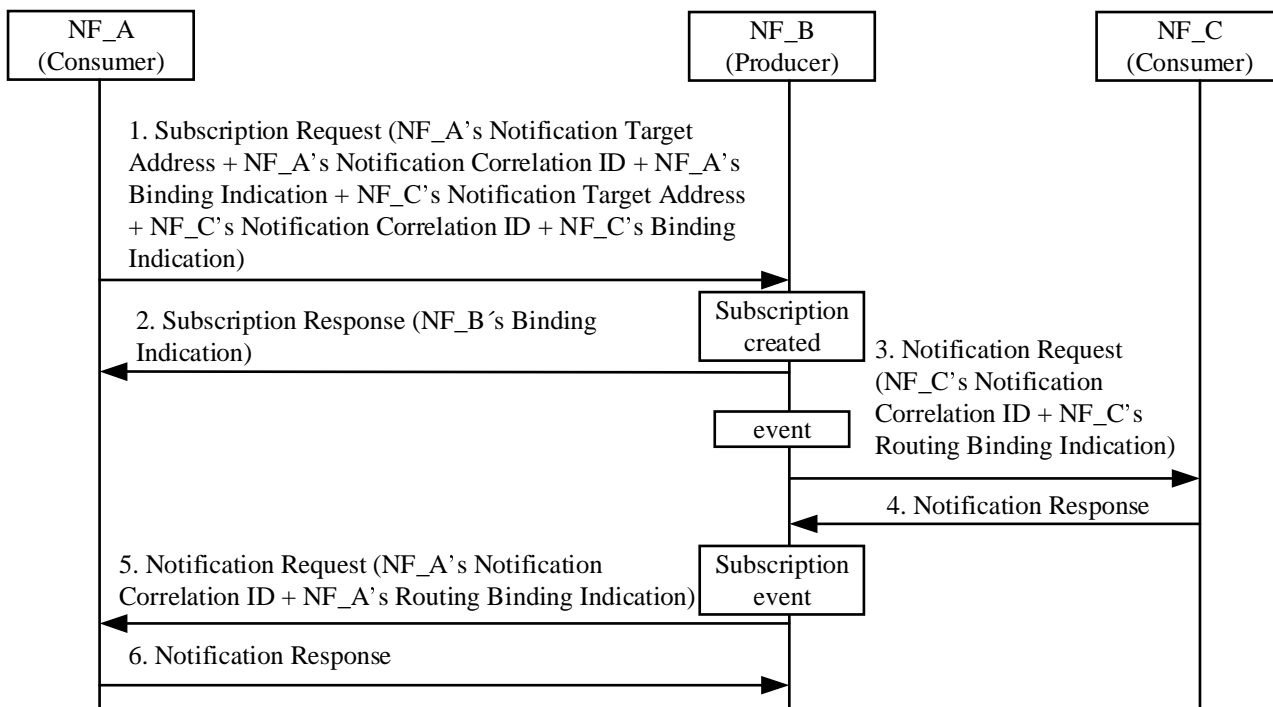 NF_A
(Consumer)
NF_B
(Producer)
NF_C
(Consumer)
1. Subscription Request (NF_A’s Notification Target
Address + NF_A’s Notification Correlation ID + NF_A’s
Binding Indication + NF_C’s Notification Target Address
+ NF_C’s Notification Correlation ID + NF_C’s Binding
Indication)
Subscription
created
2. Subscription Response (NF_B´s Binding
Indication)
3. Notification Request
(NF_C’s Notification
Correlation ID + NF_C’s
Routing Binding Indication)
event
4. Notification Response
Subscription
event
5. Notification Request (NF_A’s Notification
Correlation ID + NF_A’s Routing Binding Indication)
6. Notification Response